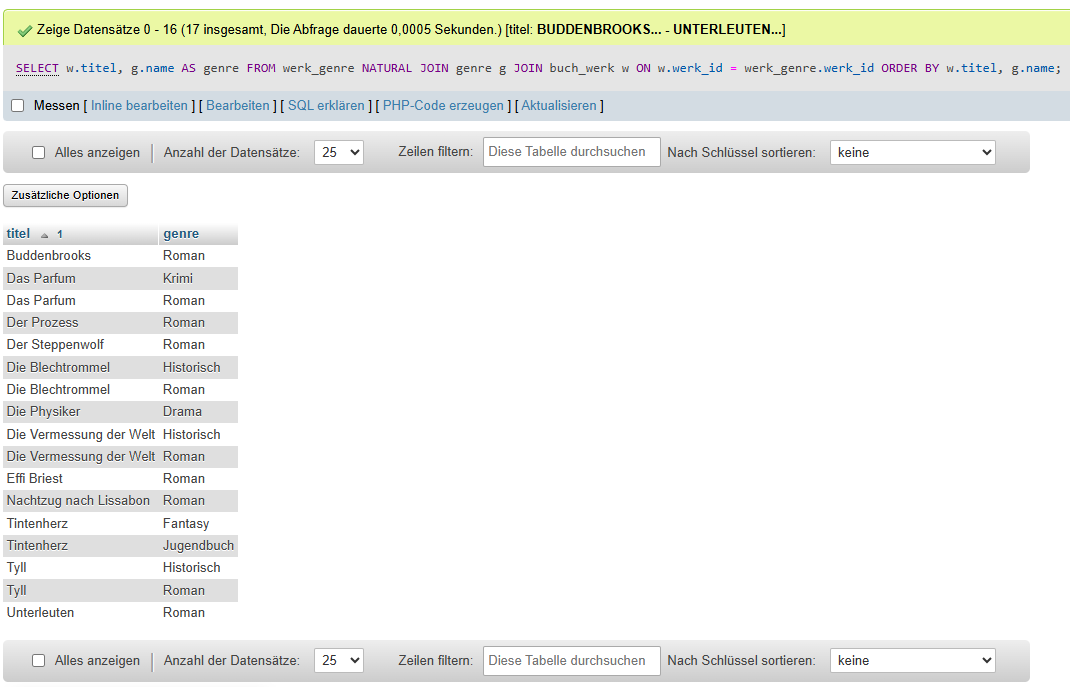 Zeige Datensätze 0 - 16 (17 insgesamt, Die Abfrage dauerte 0,0005 Sekunden.) [titel: BUDDENBROOKS... - UNTERLEUTEN...]
SELECT w.titel, g.name AS genre FROM werk_genre NATURAL JOIN genre g JOIN buch_werk w ON w.werk_id = werk_genre.werk_id ORDER BY w.titel, g.name;
Messen [ Inline bearbeiten ] [ Bearbeiten ] [ SQL erklären ] [ PHP-Code erzeugen ] [ Aktualisieren ]
Alles anzeigen Anzahl der Datensätze: 25 Zeilen filtern: Diese Tabelle durchsuchen Nach Schlüssel sortieren: keine
Zusätzliche Optionen
titel 1 genre
Buddenbrooks Roman
Das Parfum Krimi
Das Parfum Roman
Der Prozess Roman
Der Steppenwolf Roman
Die Blechtrommel Historisch
Die Blechtrommel Roman
Die Physiker Drama
Die Vermessung der Welt Historisch
Die Vermessung der Welt Roman
Effi Briest Roman
Nachtzug nach Lissabon Roman
Tintenherz Fantasy
Tintenherz Jugendbuch
Tyll Historisch
Tyll Roman
Unterleuten Roman
Alles anzeigen Anzahl der Datensätze: 25 Zeilen filtern: Diese Tabelle durchsuchen Nach Schlüssel sortieren: keine